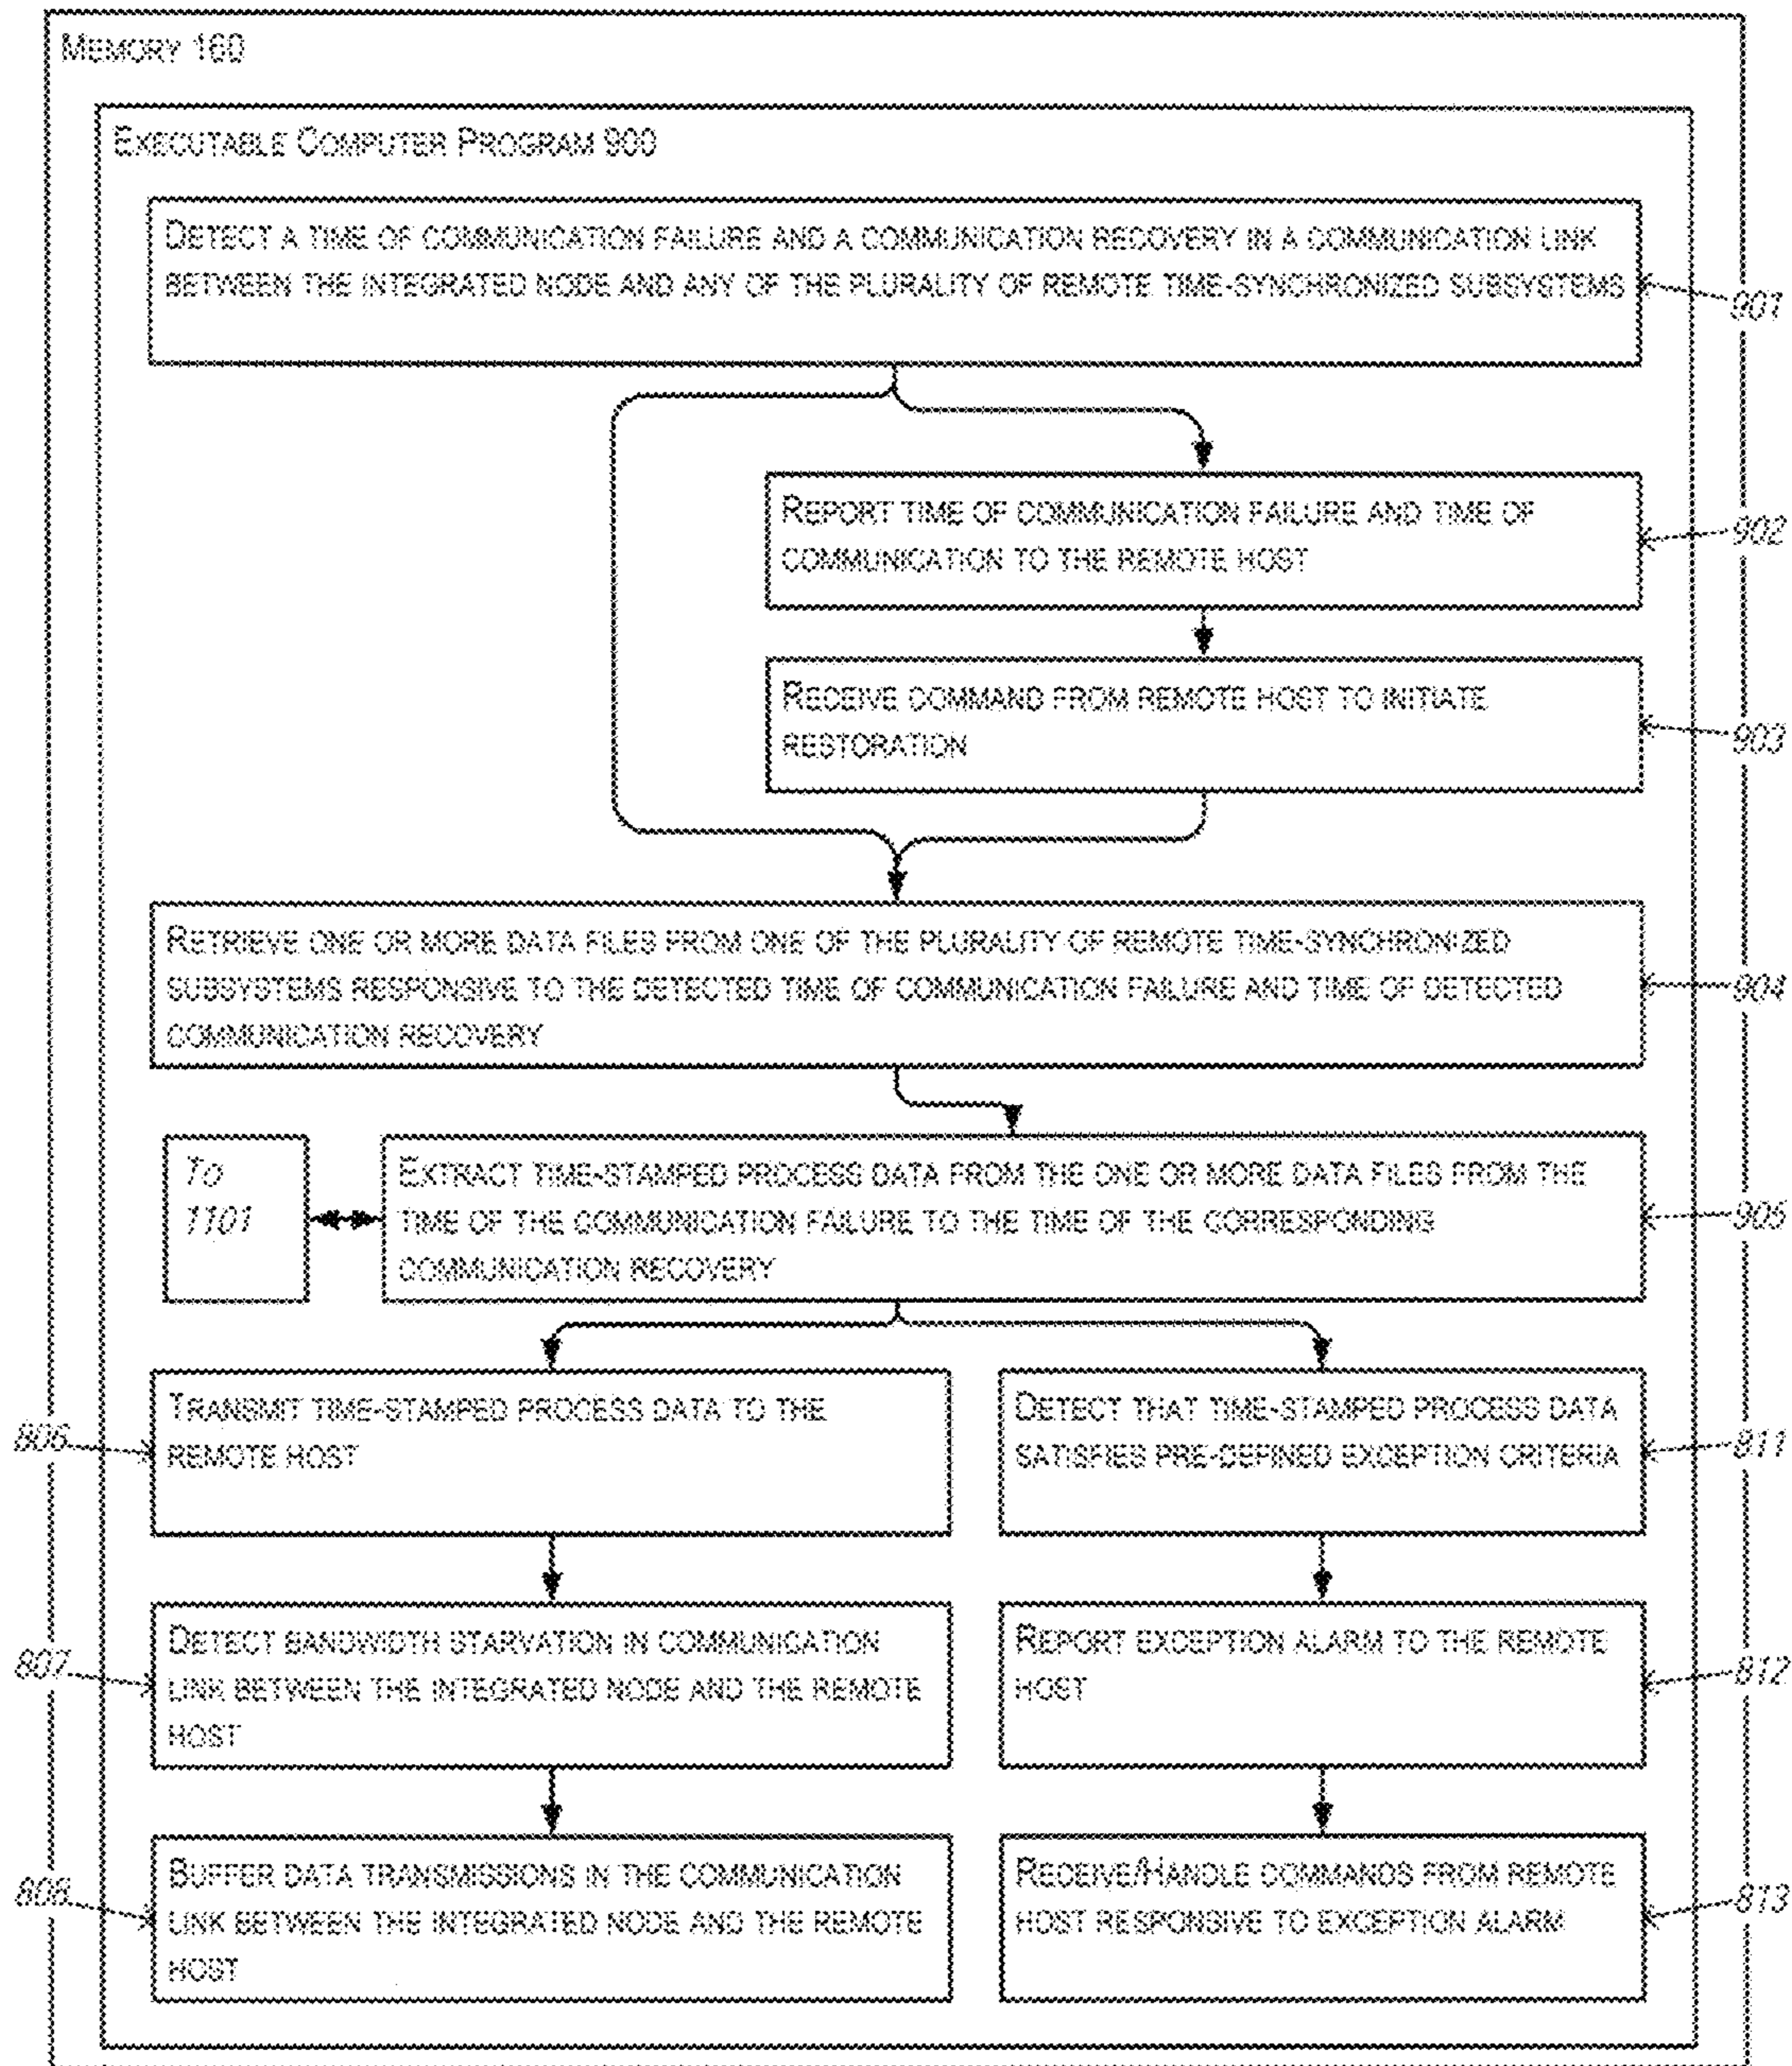 MEMORY 160
EXECUTABLE COMPUTER PROGRAM 900
DETECT A TIME OF COMMUNICATION FAILURE AND A COMMUNICATION RECOVERY IN A COMMUNICATION LINK
BETWEEN THE INTEGRATED NODE AND ANY OF THE PLURALITY OF REMOTE TIME-SYNCHRONIZED SUBSYSTEMS
901
REPORT TIME OF COMMUNICATION FAILURE AND TIME OF
COMMUNICATION TO THE REMOTE HOST
902
RECEIVE COMMAND FROM REMOTE HOST TO INITIATE
RESTORATION
903
RETRIEVE ONE OR MORE DATA FILES FROM ONE OF THE PLURALITY OF REMOTE TIME-SYNCHRONIZED
SUBSYSTEMS RESPONSIVE TO THE DETECTED TIME OF COMMUNICATION FAILURE AND TIME OF DETECTED
COMMUNICATION RECOVERY
904
TO
1101
EXTRACT TIME-STAMPED PROCESS DATA FROM THE ONE OR MORE DATA FILES FROM THE
TIME OF THE COMMUNICATION FAILURE TO THE TIME OF THE CORRESPONDING
COMMUNICATION RECOVERY
905
TRANSMIT TIME-STAMPED PROCESS DATA TO THE
REMOTE HOST
806
DETECT THAT TIME-STAMPED PROCESS DATA
SATISFIES PRE-DEFINED EXCEPTION CRITERIA
811
DETECT BANDWIDTH STARVATION IN COMMUNICATION
LINK BETWEEN THE INTEGRATED NODE AND THE REMOTE
HOST
807
REPORT EXCEPTION ALARM TO THE REMOTE
HOST
812
BUFFER DATA TRANSMISSIONS IN THE COMMUNICATION
LINK BETWEEN THE INTEGRATED NODE AND THE REMOTE
HOST
808
RECEIVE/HANDLE COMMANDS FROM REMOTE
HOST RESPONSIVE TO EXCEPTION ALARM
813